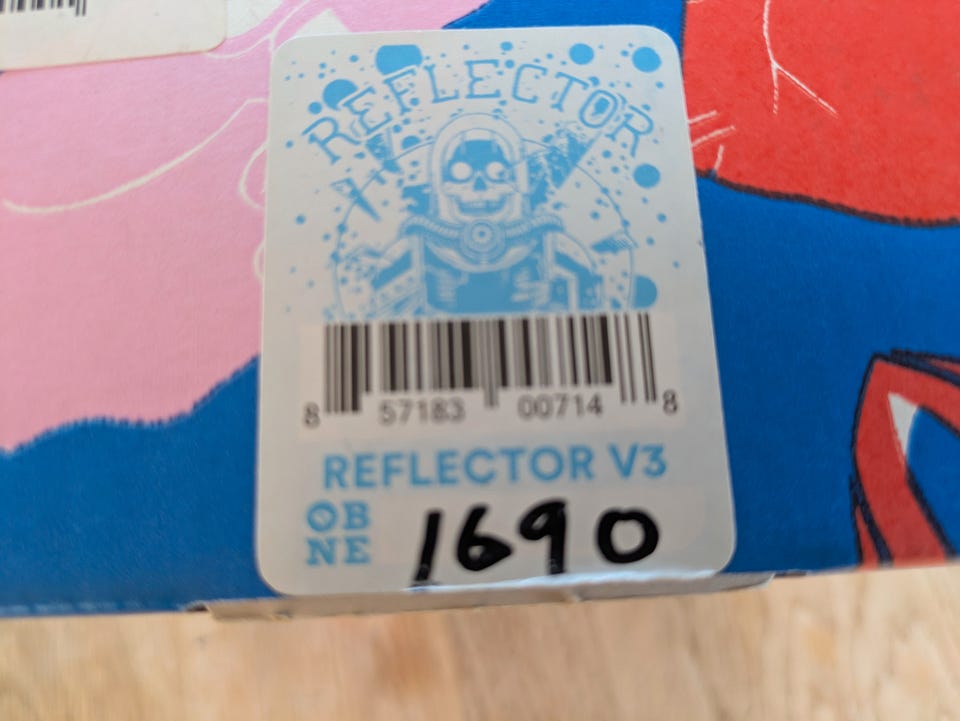 REFLECTOR
8 57183 00714 8
REFLECTOR V3
OB
NE
1690